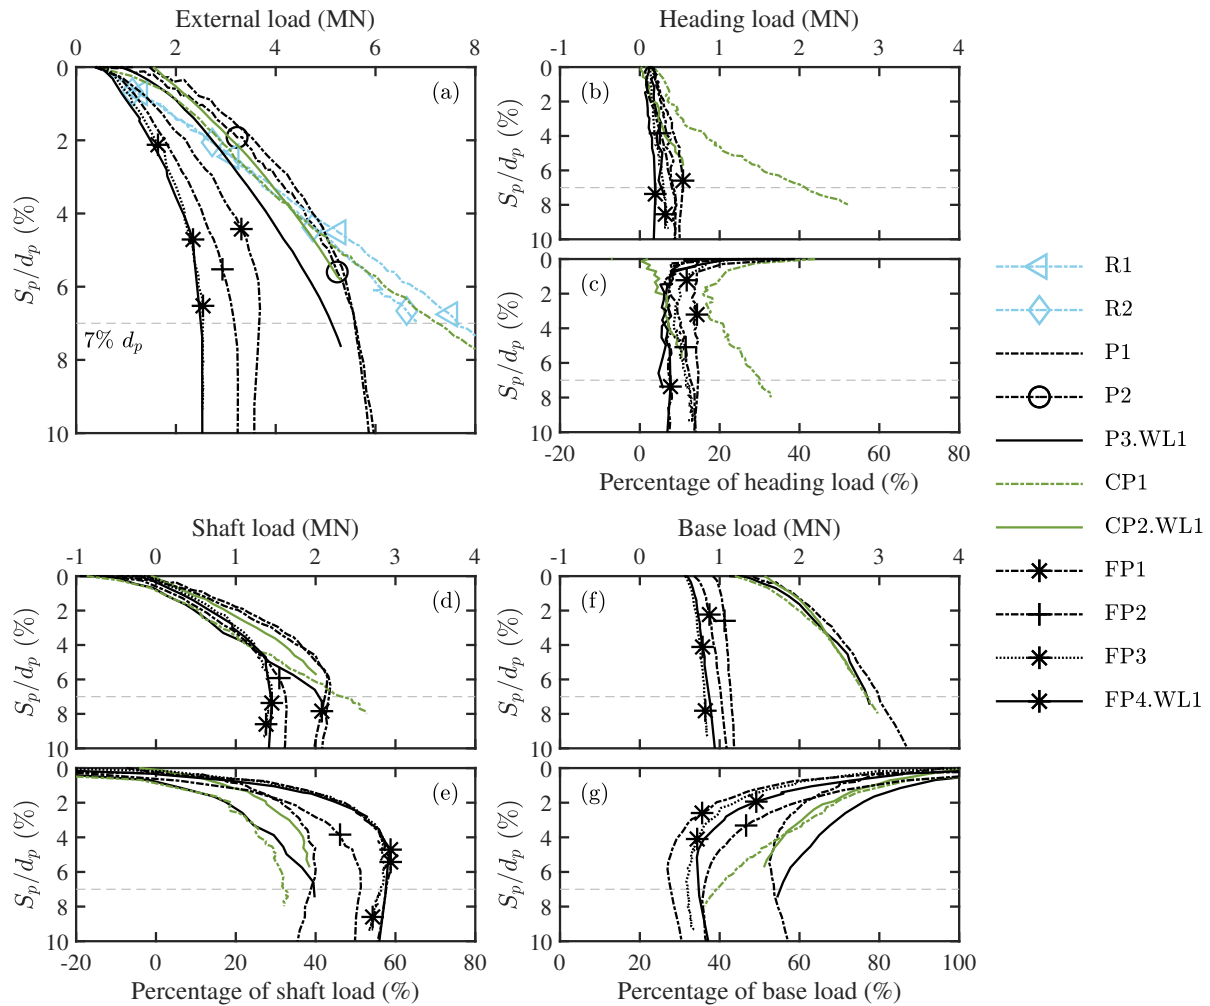 External load (MN)
0 2 4 6 8
0
2
4
6
8
10
S_p/d_p (%)
(a)
7% d_p
Heading load (MN)
-1 0 1 2 3 4
0
2
4
6
8
10
S_p/d_p (%)
(b)
0
2
4
6
8
10
S_p/d_p (%)
(c)
-20 0 20 40 60 80
Percentage of heading load (%)
R1
R2
P1
P2
P3.WL1
CP1
CP2.WL1
FP1
FP2
FP3
FP4.WL1
Shaft load (MN)
-1 0 1 2 3 4
0
2
4
6
8
10
S_p/d_p (%)
(d)
0
2
4
6
8
10
S_p/d_p (%)
(e)
-20 0 20 40 60 80
Percentage of shaft load (%)
Base load (MN)
-1 0 1 2 3 4
0
2
4
6
8
10
S_p/d_p (%)
(f)
0
2
4
6
8
10
S_p/d_p (%)
(g)
0 20 40 60 80 100
Percentage of base load (%)